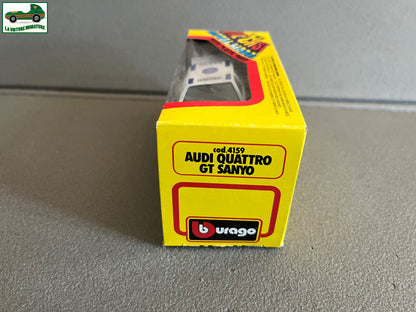 LA VOITURE MINIATURE
cod.4159
AUDI QUATTRO
GT SANYO
burago